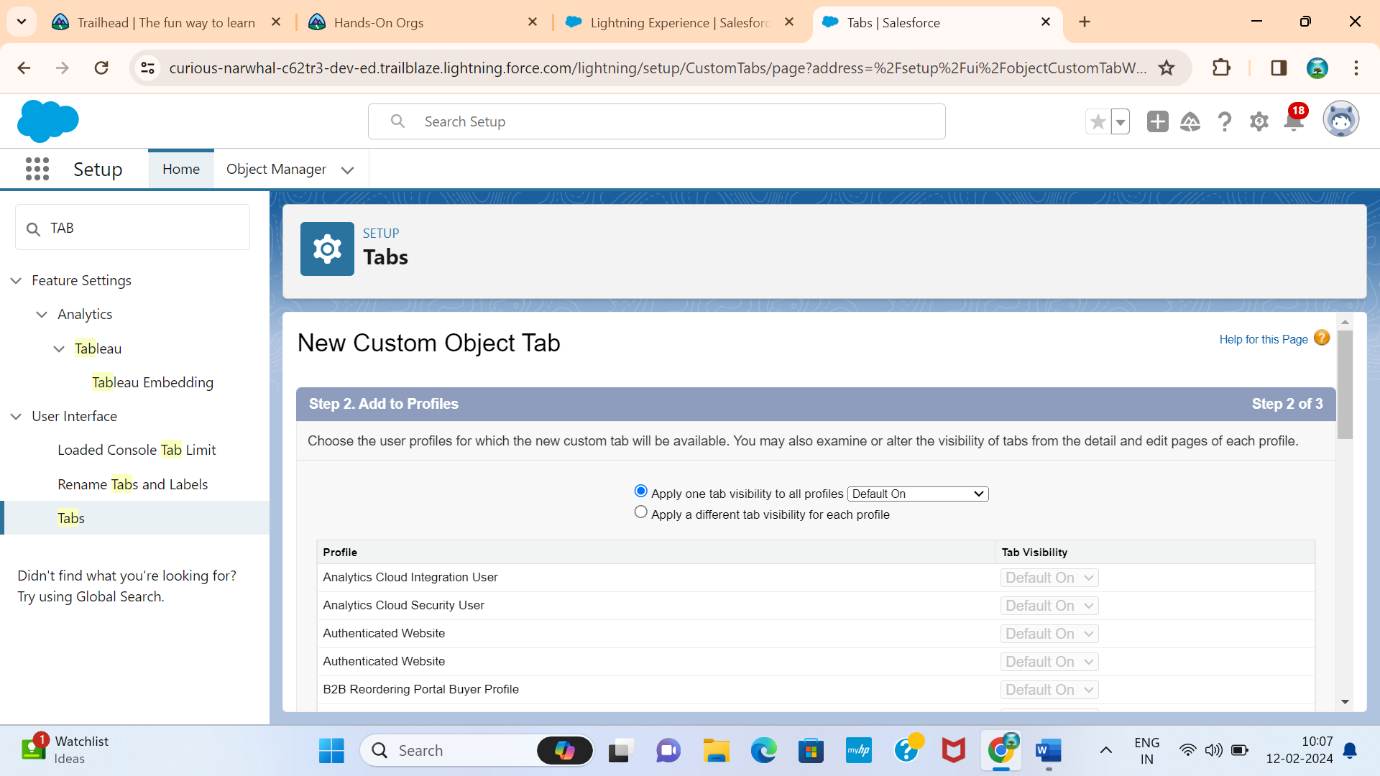 Trailhead | The fun way to learn
Hands-On Orgs
Lightning Experience | Salesforc
Tabs | Salesforce
curious-narwhal-c62tr3-dev-ed.trailblaze.lightning.force.com/lightning/setup/CustomTabs/page?address=%2Fsetup%2Fui%2FobjectCustomTabW...
Search Setup
18
Setup
Home
Object Manager
TAB
Feature Settings
Analytics
Tableau
Tableau Embedding
User Interface
Loaded Console Tab Limit
Rename Tabs and Labels
Tabs
Didn't find what you're looking for?
Try using Global Search.
SETUP
Tabs
New Custom Object Tab
Help for this Page ?
Step 2. Add to Profiles
Step 2 of 3
Choose the user profiles for which the new custom tab will be available. You may also examine or alter the visibility of tabs from the detail and edit pages of each profile.
Apply one tab visibility to all profiles Default On
Apply a different tab visibility for each profile
Profile Tab Visibility
Analytics Cloud Integration User Default On
Analytics Cloud Security User Default On
Authenticated Website Default On
Authenticated Website Default On
B2B Reordering Portal Buyer Profile Default On
1
Watchlist
Ideas
Search
myhp
W
ENG
IN
10:07
12-02-2024